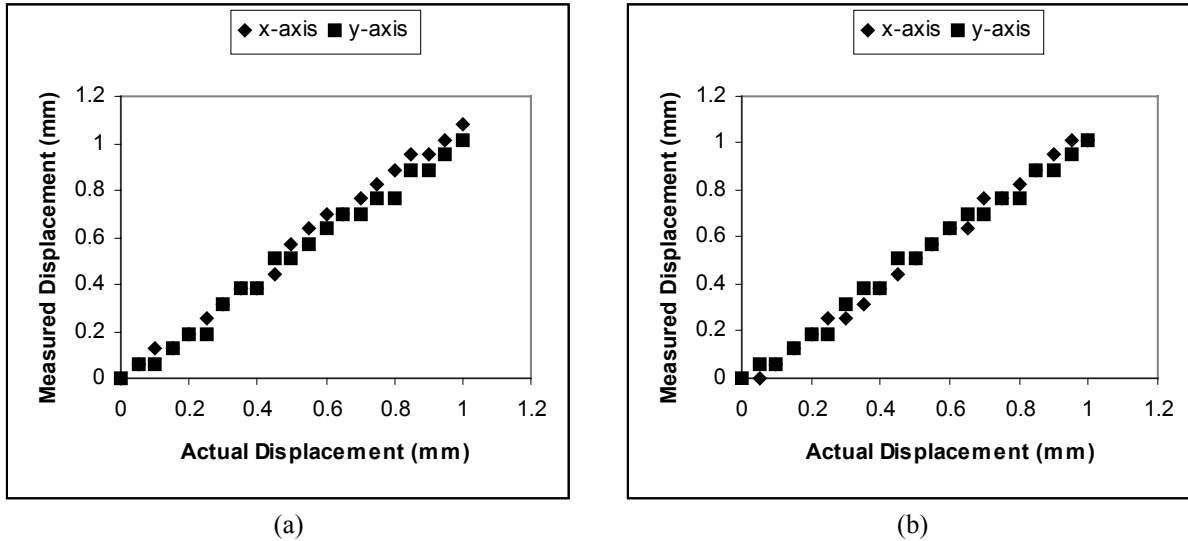 x-axis y-axis
Measured Displacement (mm)
1.2
1
0.8
0.6
0.4
0.2
0
0 0.2 0.4 0.6 0.8 1 1.2
Actual Displacement (mm)
(a)
x-axis y-axis
Measured Displacement (mm)
1.2
1
0.8
0.6
0.4
0.2
0
0 0.2 0.4 0.6 0.8 1 1.2
Actual Displacement (mm)
(b)